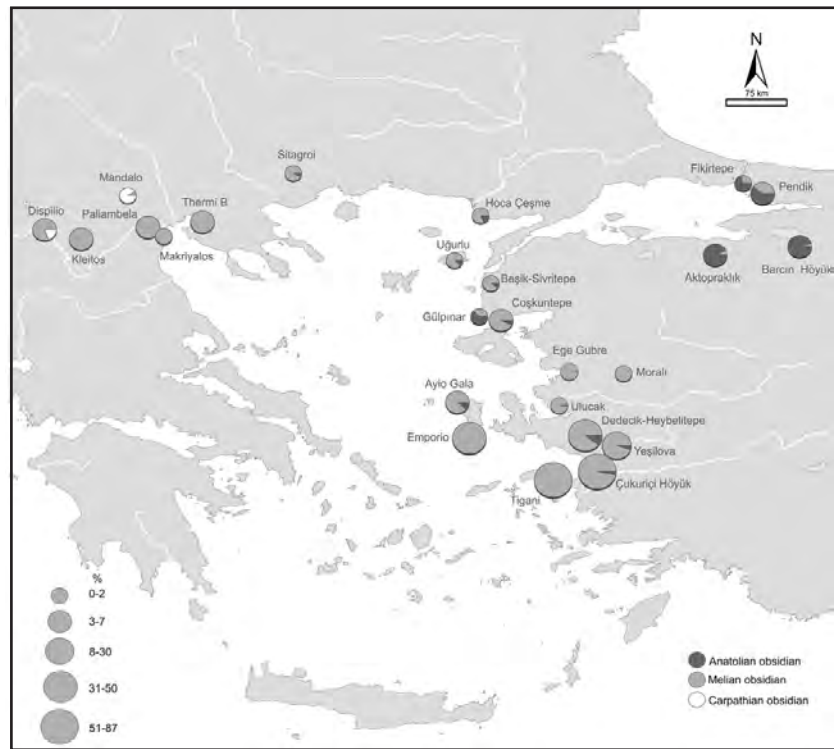 N
75 km
Sitagroi
Fikirtepe
Mandalo
Pendik
Dispilio
Paliambela
Thermi B
Hoca Çeşme
Kleitos
Makriyalos
Uğurlu
Barcın Höyük
Aktopraklık
Beşik-Sivritepe
Gülpınar
Coşkuntepe
Ege Gübre
Moralı
Ayio Gala
Ulucak
Dedecik-Heybelitepe
Emporio
Yeşilova
Çukuriçi Höyük
Tigani
%
0-2
3-7
8-30
31-50
51-87
Anatolian obsidian
Melian obsidian
Carpathian obsidian